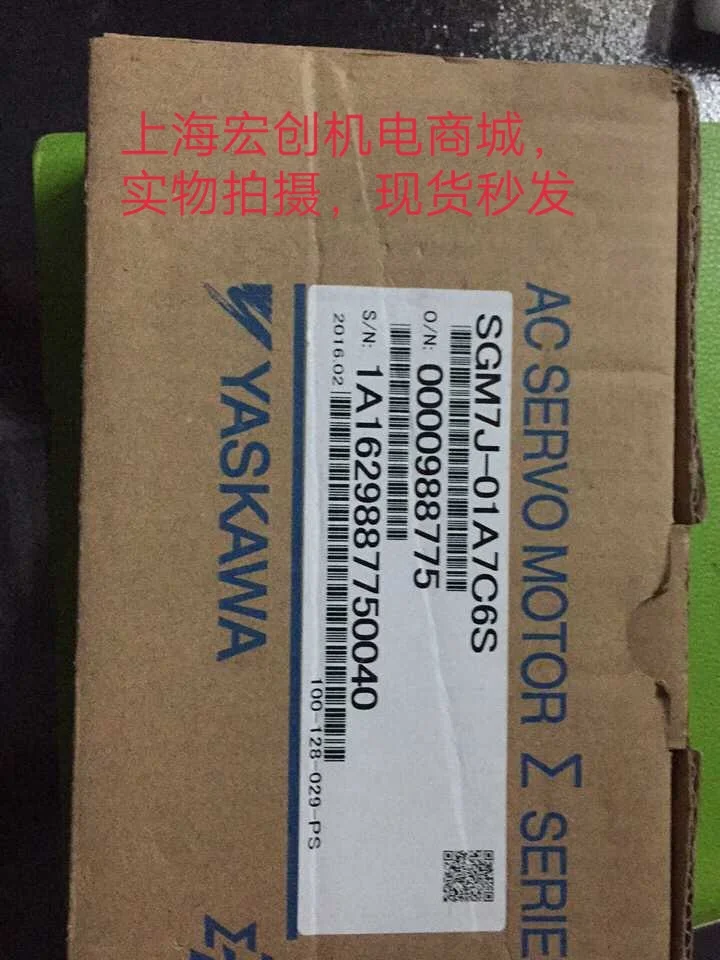 上海宏创机电商城，
实物拍摄，现货秒发
AC SERVO MOTOR Σ SERIE
SGM7J-01A7C6S
O/N: 0000988775
S/N: 1A1629887750040
2016.02
100-128-029-PS
YASKAWA
Σ